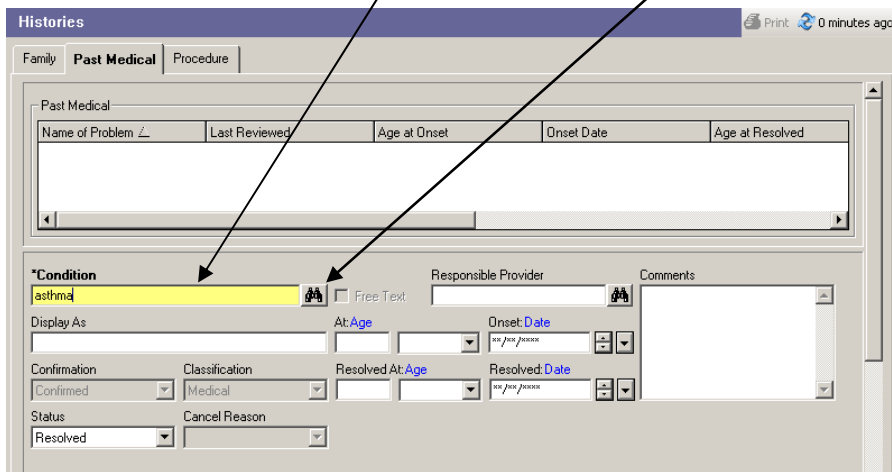 Histories Print 0 minutes ago
Family Past Medical Procedure
Past Medical
Name of Problem Last Reviewed Age at Onset Onset Date Age at Resolved
*Condition Responsible Provider Comments
asthma Free Text
Display As At: Age Onset: Date
**/**/****
Confirmation Classification Resolved At: Age Resolved: Date
Confirmed Medical **/**/****
Status Cancel Reason
Resolved